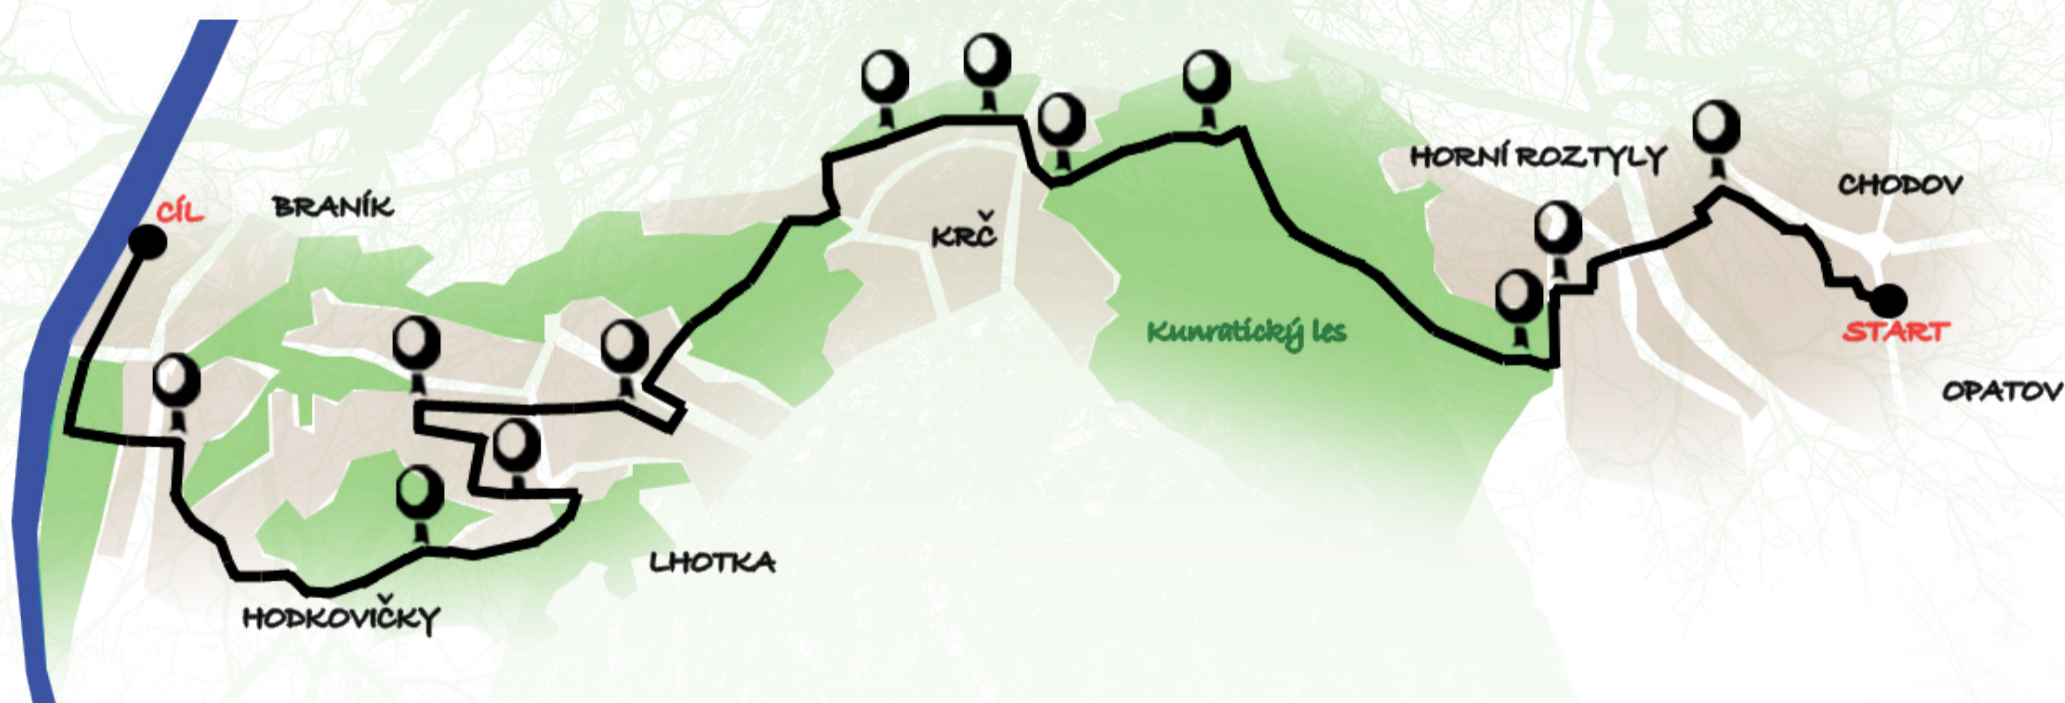 HORNÍ ROZTYLY
CHODOV
CÍL
BRANÍK
KRČ
Kunratický les
START
OPATOV
LHOTKA
HODKOVIČKY